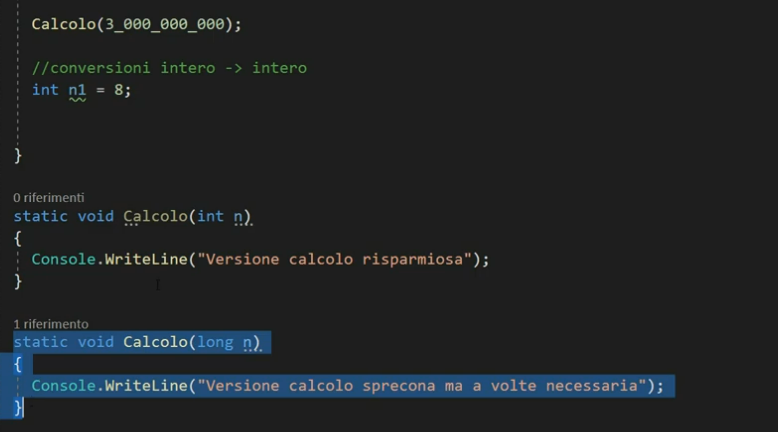 Calcolo(3_000_000_000);
//conversioni intero -> intero
int n1 = 8;
}
0 riferimenti
static void Calcolo(int n)
{
Console.WriteLine("Versione calcolo risparmiosa");
}
1 riferimento
static void Calcolo(long n)
{
Console.WriteLine("Versione calcolo sprecona ma a volte necessaria");
}